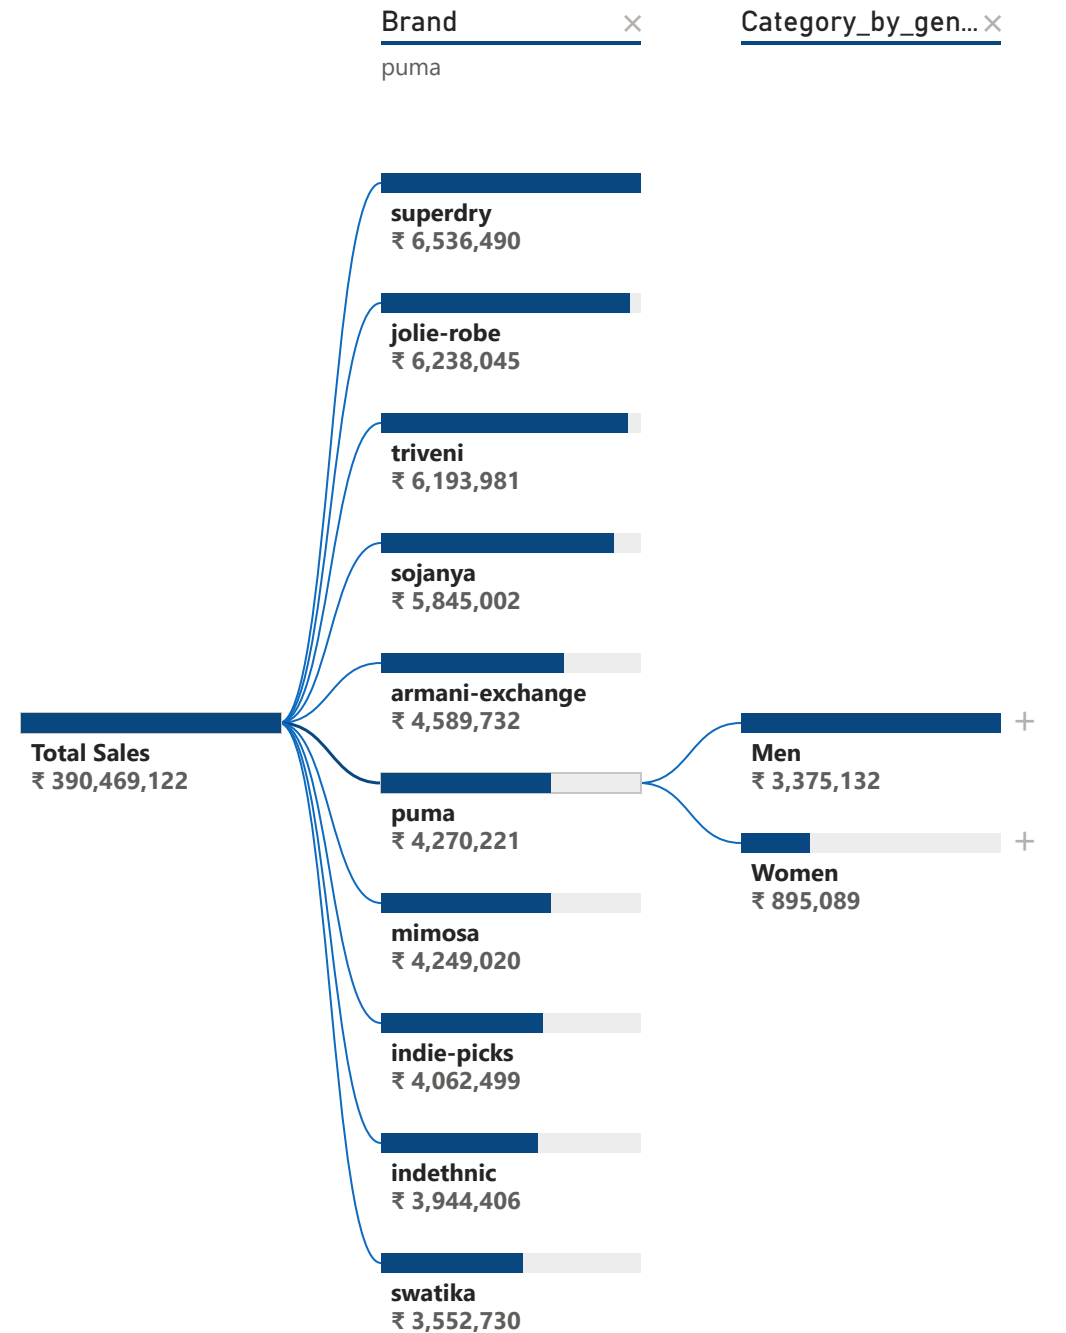 Brand
Category_by_gen...
puma
superdry
₹ 6,536,490
jolie-robe
₹ 6,238,045
triveni
₹ 6,193,981
sojanya
₹ 5,845,002
armani-exchange
₹ 4,589,732
Total Sales
₹ 390,469,122
puma
₹ 4,270,221
Men
₹ 3,375,132
Women
₹ 895,089
mimosa
₹ 4,249,020
indie-picks
₹ 4,062,499
indethnic
₹ 3,944,406
swatika
₹ 3,552,730